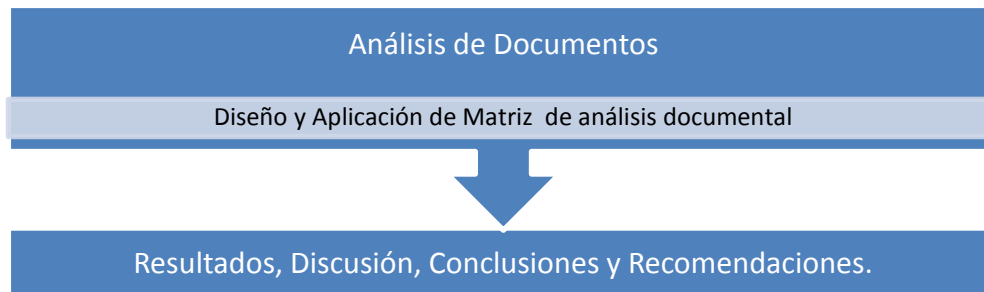 Análisis de Documentos
Diseño y Aplicación de Matriz de análisis documental
Resultados, Discusión, Conclusiones y Recomendaciones.